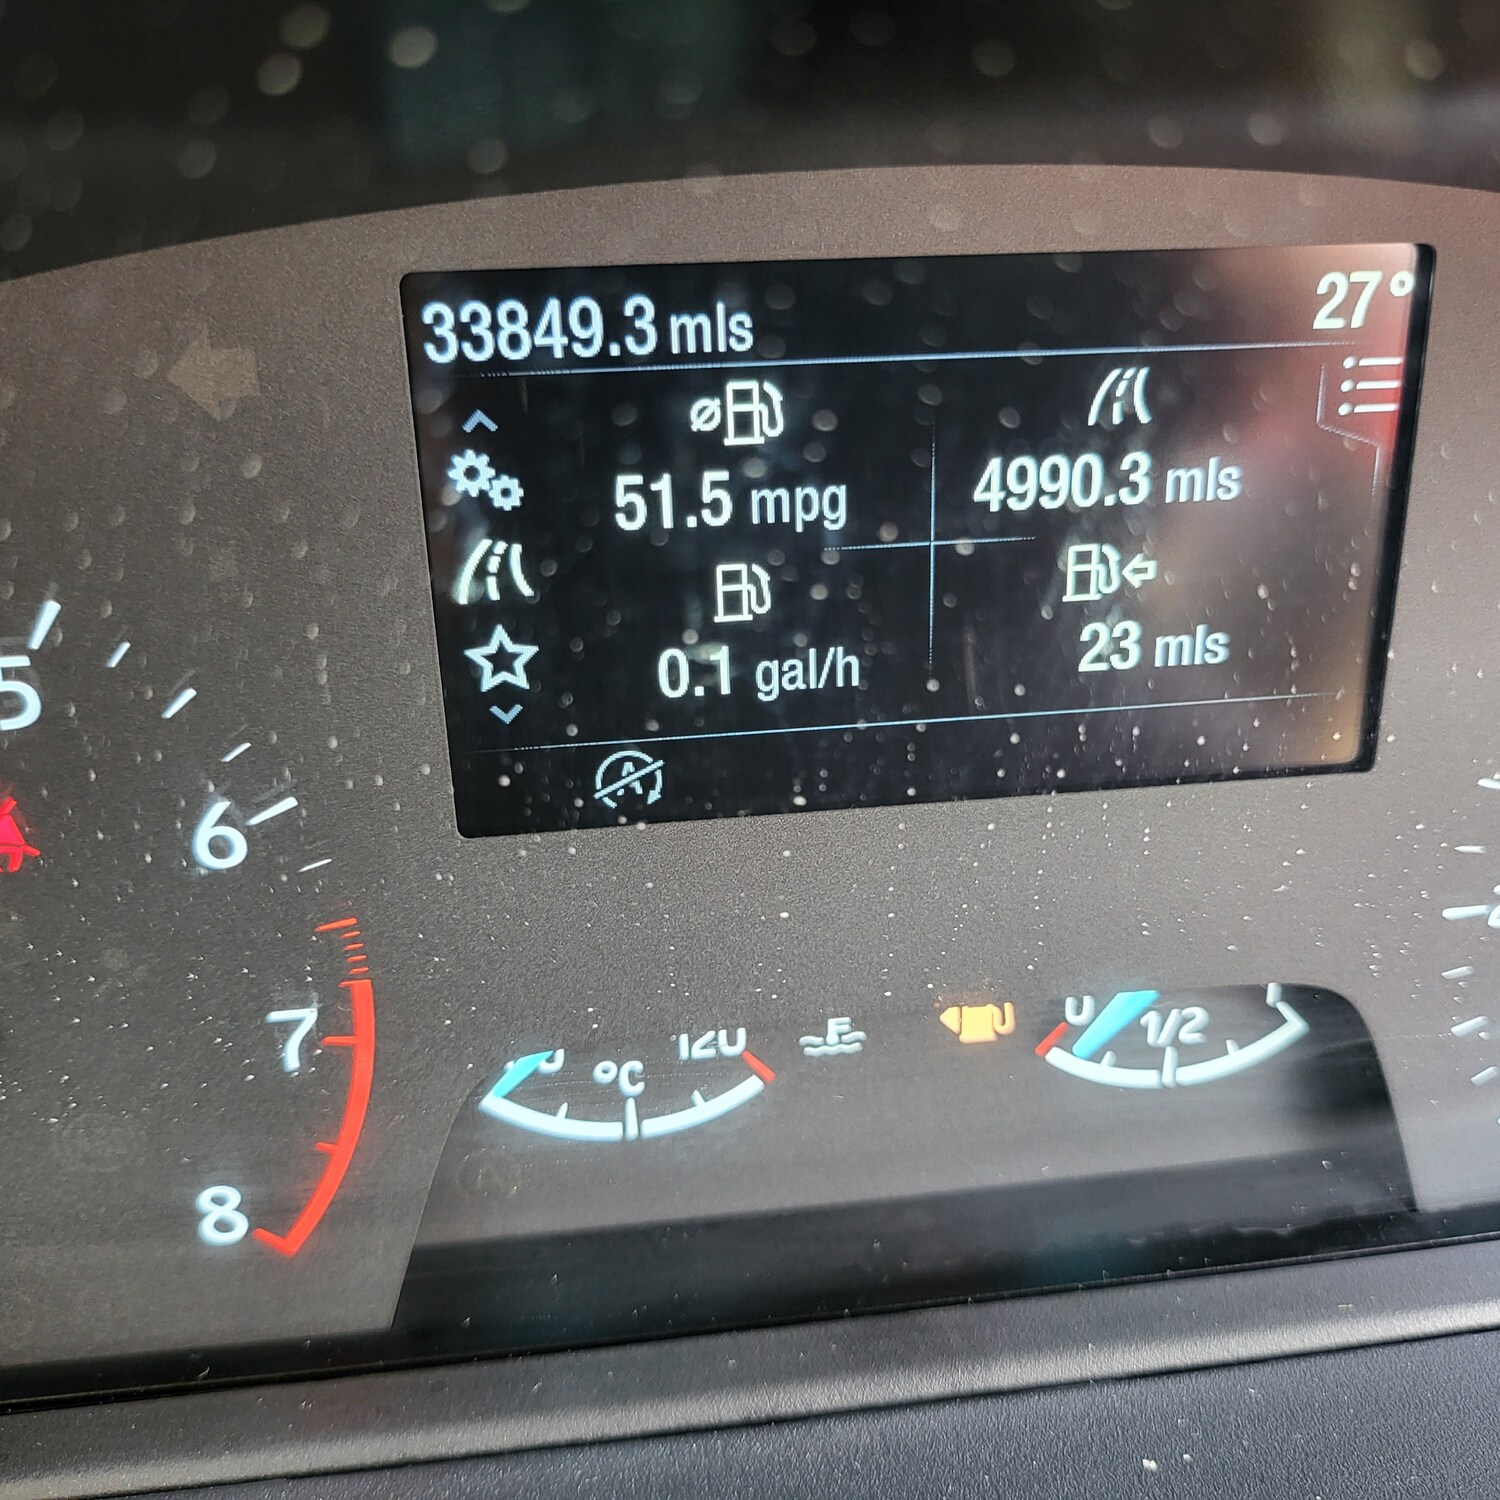 33849.3 mls
27°
51.5 mpg
4990.3 mls
0.1 gal/h
23 mls
A
5
6
7
8
°C
120
0
1/2